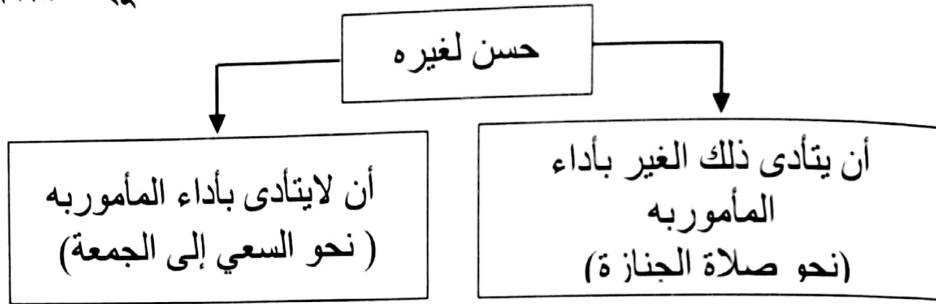 حسن لغيره
أن يتأدى ذلك الغير بأداء
المأموربه
(نحو صلاة الجنازة)
أن لايتأدى بأداء المأموربه
(نحو السعي إلى الجمعة)